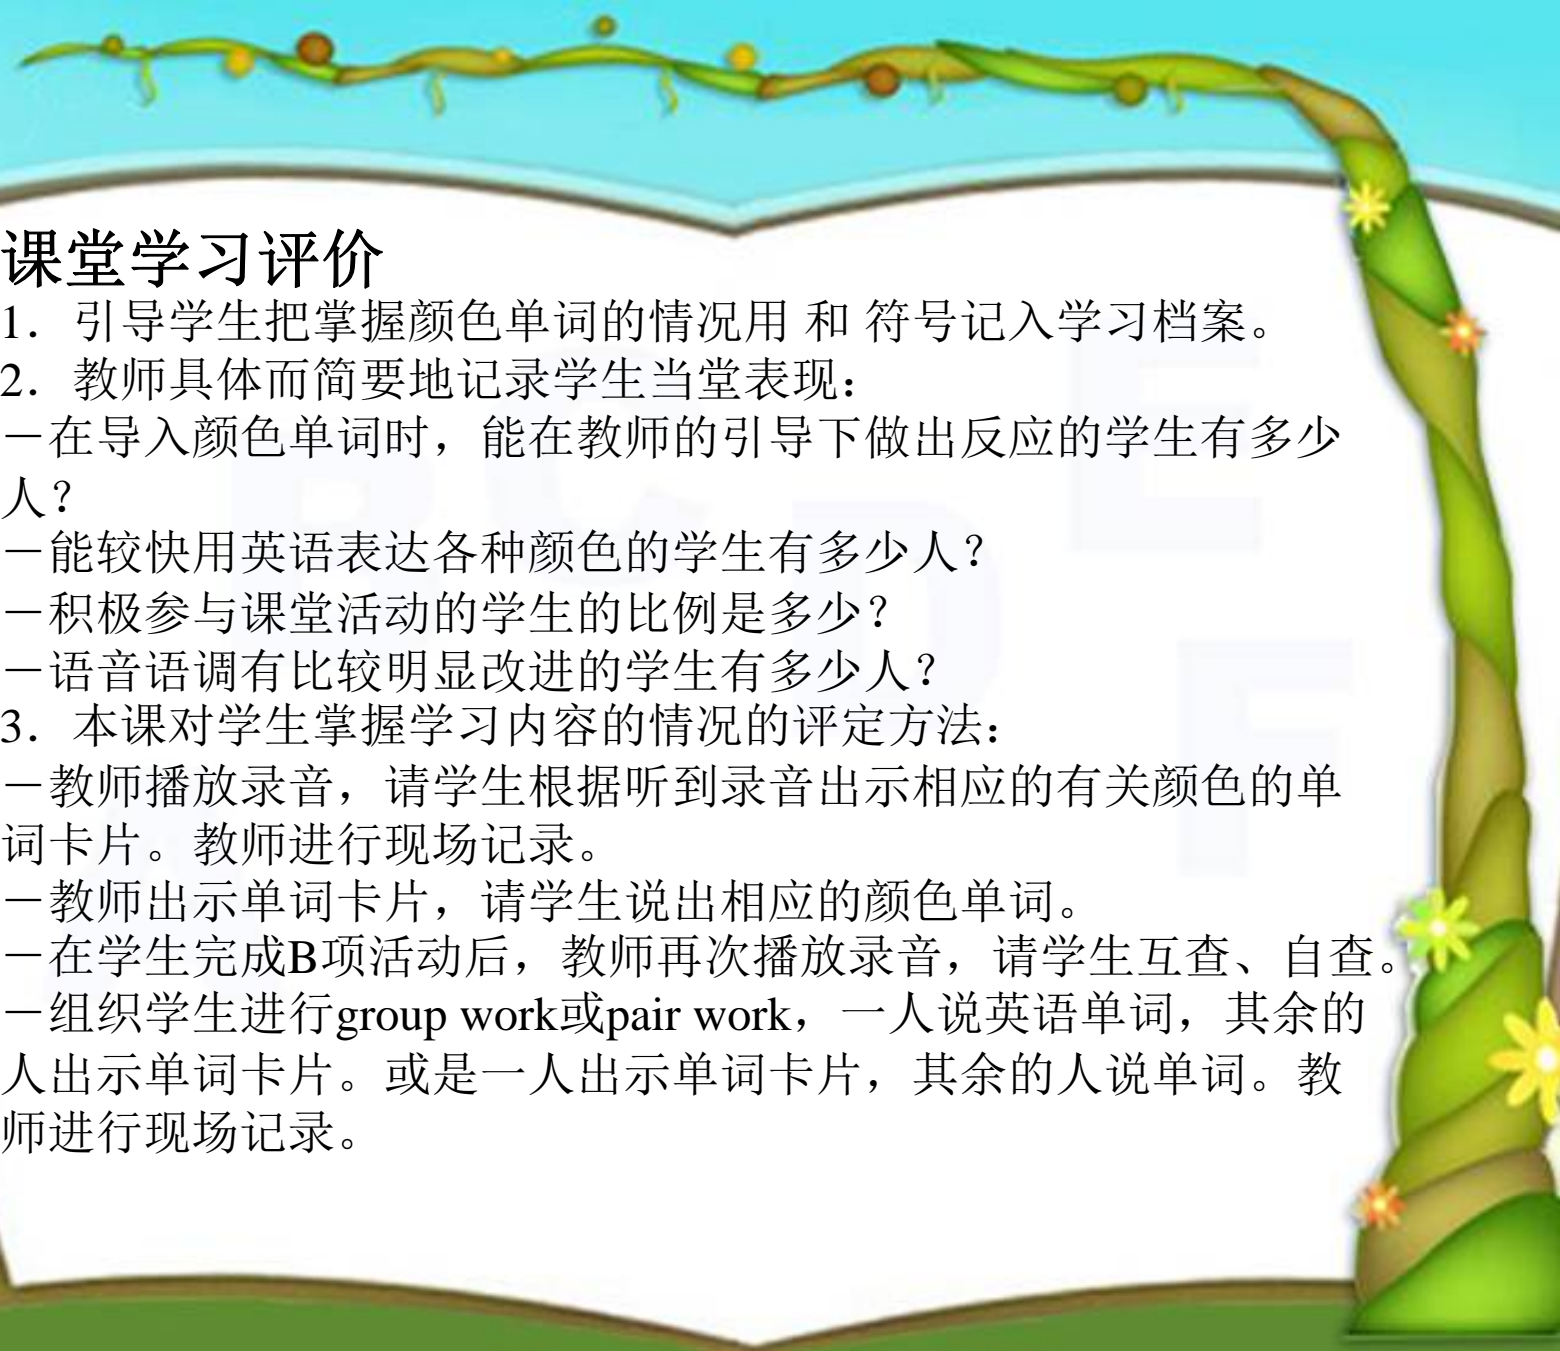 课堂学习评价
1．引导学生把掌握颜色单词的情况用 和 符号记入学习档案。
2．教师具体而简要地记录学生当堂表现：
－在导入颜色单词时，能在教师的引导下做出反应的学生有多少
人？
－能较快用英语表达各种颜色的学生有多少人？
－积极参与课堂活动的学生的比例是多少？
－语音语调有比较明显改进的学生有多少人？
3．本课对学生掌握学习内容的情况的评定方法：
－教师播放录音，请学生根据听到录音出示相应的有关颜色的单
词卡片。教师进行现场记录。
－教师出示单词卡片，请学生说出相应的颜色单词。
－在学生完成B项活动后，教师再次播放录音，请学生互查、自查。
－组织学生进行group work或pair work，一人说英语单词，其余的
人出示单词卡片。或是一人出示单词卡片，其余的人说单词。教
师进行现场记录。